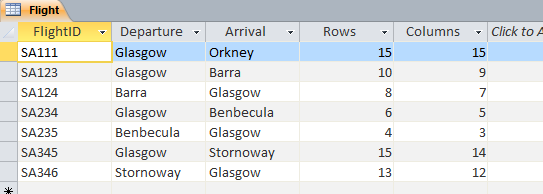 Flight
FlightID Departure Arrival Rows Columns Click to A
SA111 Glasgow Orkney 15 15
SA123 Glasgow Barra 10 9
SA124 Barra Glasgow 8 7
SA234 Glasgow Benbecula 6 5
SA235 Benbecula Glasgow 4 3
SA345 Glasgow Stornoway 15 14
SA346 Stornoway Glasgow 13 12